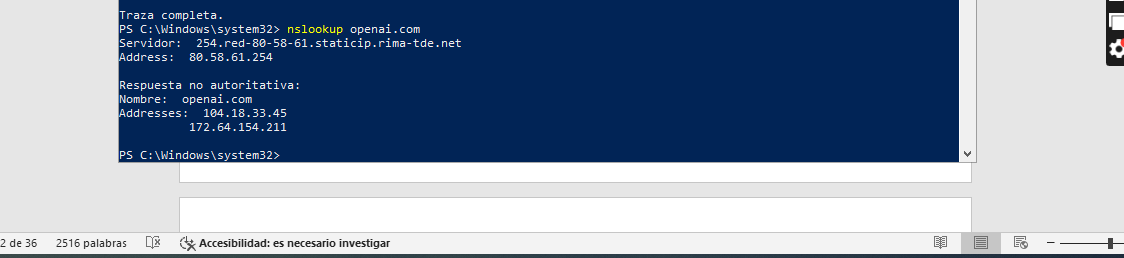 Traza completa.
PS C:\Windows\system32> nslookup openai.com
Servidor:  254.red-80-58-61.staticip.rima-tde.net
Address:  80.58.61.254
Respuesta no autoritativa:
Nombre:  openai.com
Addresses:  104.18.33.45
172.64.154.211
PS C:\Windows\system32>
2 de 36 2516 palabras Accesibilidad: es necesario investigar